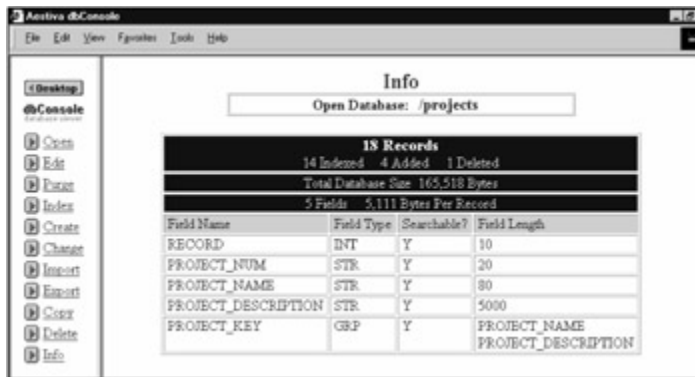 Aestiva dbConsole
File Edit View Favorites Tools Help
Desktop
dbConsole
Open
Edit
Purge
Index
Create
Change
Import
Export
Copy
Delete
Info
Info
Open Database: /projects
18 Records
14 Indexed 4 Added 1 Deleted
Total Database Size 165,518 Bytes
5 Fields 5,111 Bytes Per Record
Field Name Field Type Searchable? Field Length
RECORD INT Y 10
PROJECT_NUM STR Y 20
PROJECT_NAME STR Y 80
PROJECT_DESCRIPTION STR Y 5000
PROJECT_KEY GRP Y PROJECT_NAME
PROJECT_DESCRIPTION